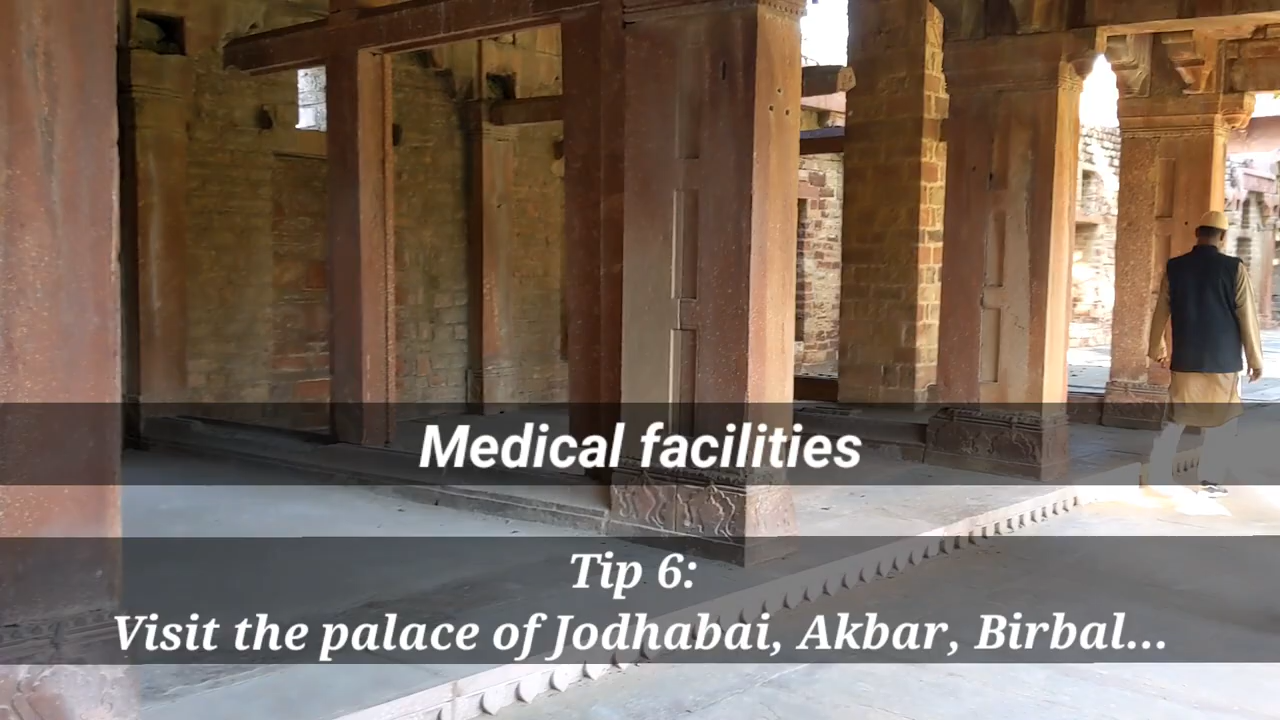 Medical facilities
Tip 6:
Visit the palace of Jodhabai, Akbar, Birbal...